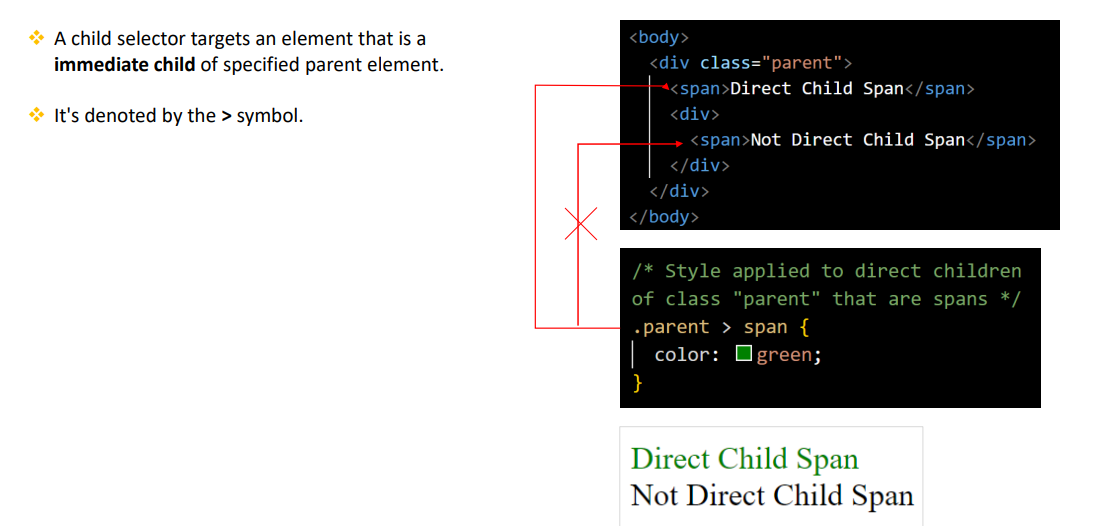 A child selector targets an element that is a
immediate child of specified parent element.
It's denoted by the > symbol.
<body>
<div class="parent">
<span>Direct Child Span</span>
<div>
<span>Not Direct Child Span</span>
</div>
</div>
</body>
/* Style applied to direct children
of class "parent" that are spans */
.parent > span {
color: green;
}
Direct Child Span
Not Direct Child Span